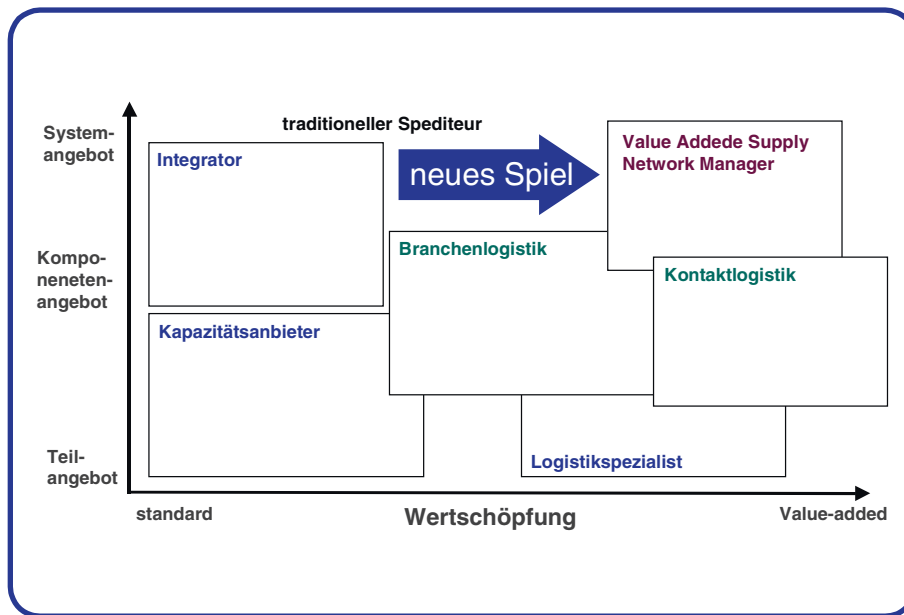 traditioneller Spediteur
System-
angebot
Integrator
neues Spiel
Value Addede Supply
Network Manager
Branchenlogistik
Kompo-
neneten-
angebot
Kontaktlogistik
Kapazitätsanbieter
Teil-
angebot
Logistikspezialist
standard
Wertschöpfung
Value-added